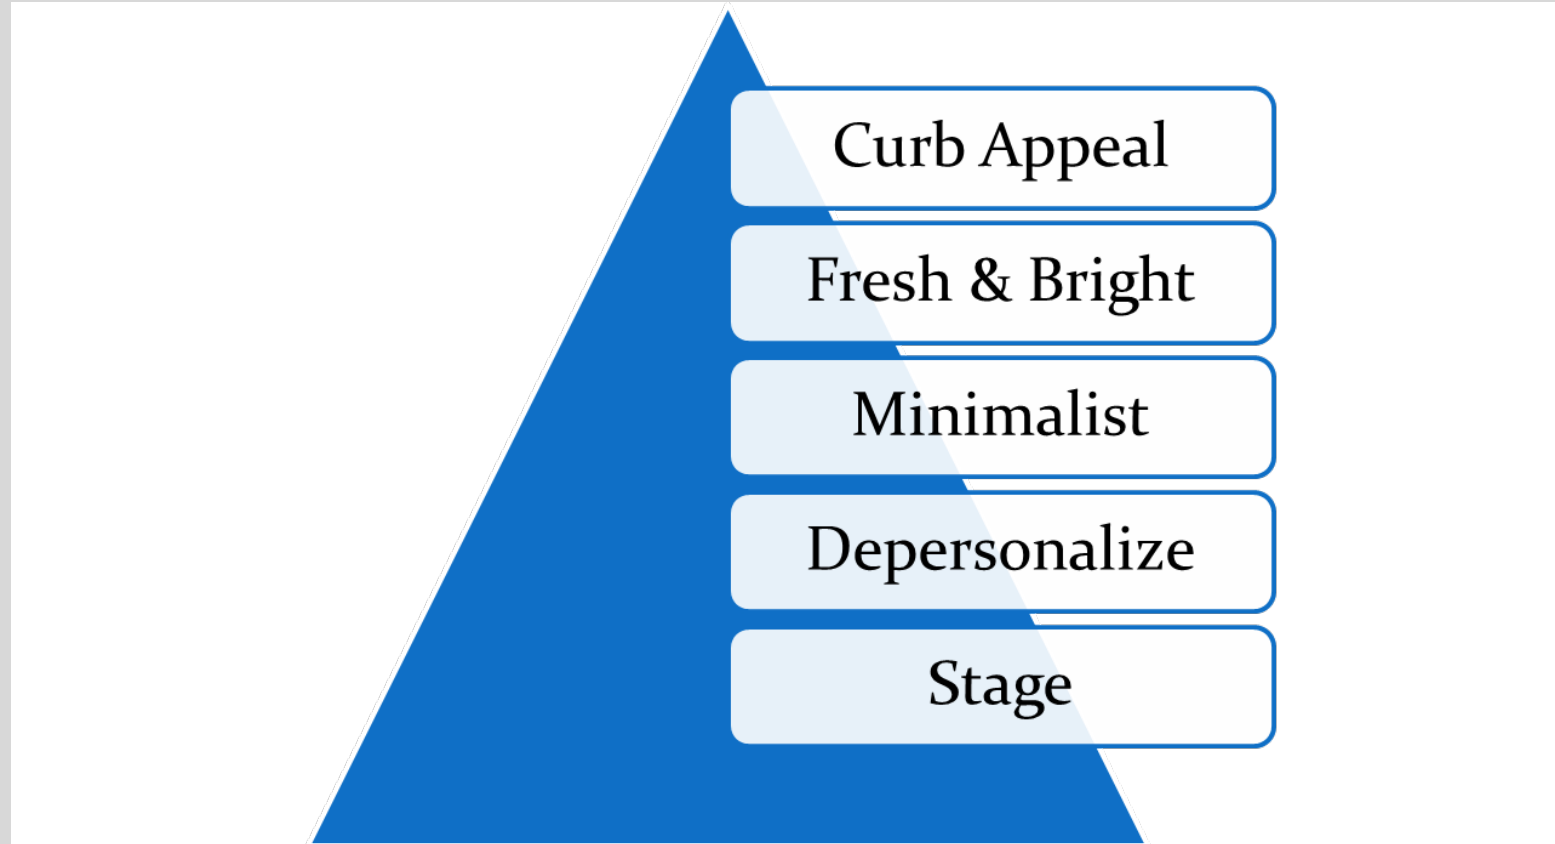 Curb Appeal
Fresh & Bright
Minimalist
Depersonalize
Stage